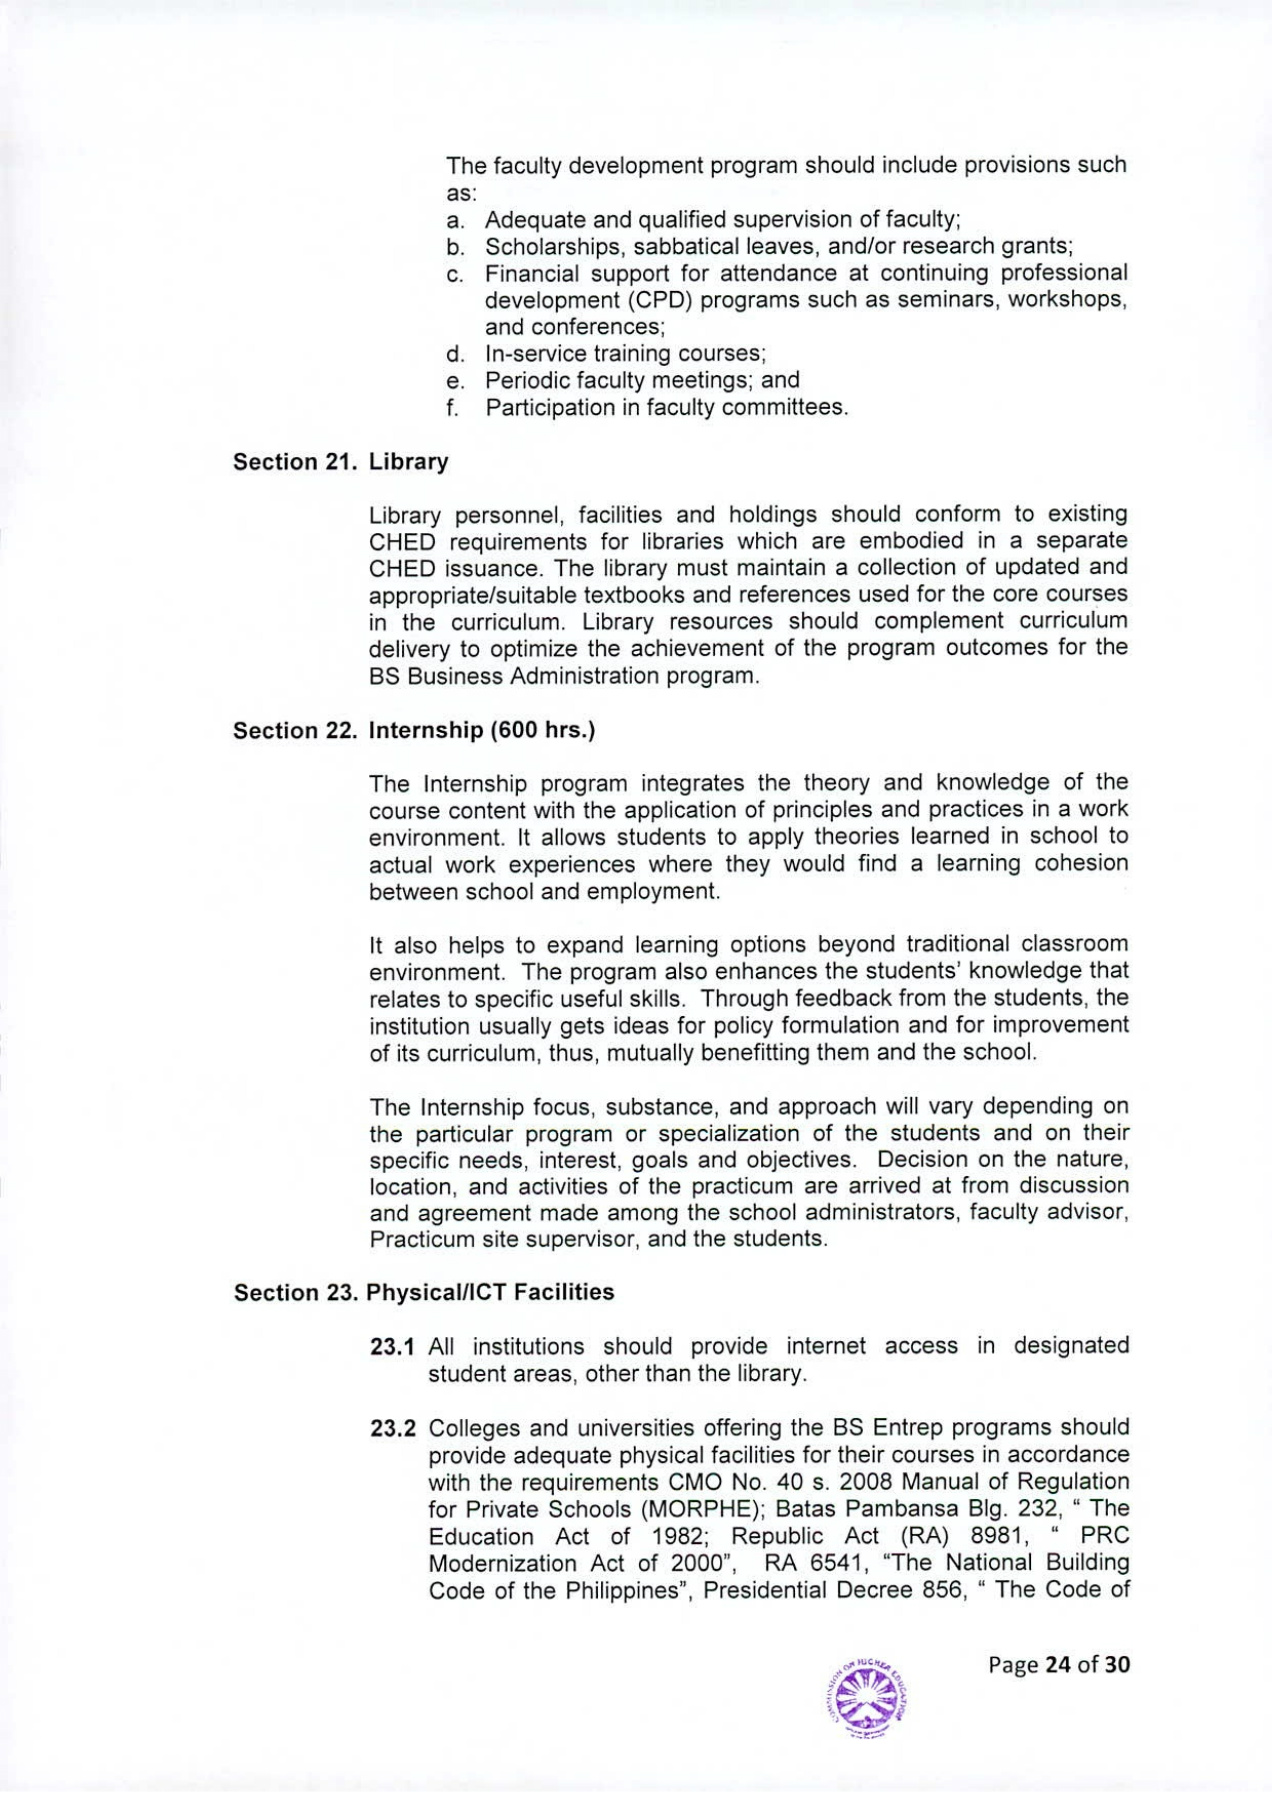 The faculty development program should include provisions such
as:
a. Adequate and qualified supervision of faculty;
b. Scholarships, sabbatical leaves, and/or research grants;
c. Financial support for attendance at continuing professional
development (CPD) programs such as seminars, workshops,
and conferences;
d. In-service training courses;
e. Periodic faculty meetings; and
f. Participation in faculty committees.
Section 21. Library
Library personnel, facilities and holdings should conform to existing
CHED requirements for libraries which are embodied in a separate
CHED issuance. The library must maintain a collection of updated and
appropriate/suitable textbooks and references used for the core courses
in the curriculum. Library resources should complement curriculum
delivery to optimize the achievement of the program outcomes for the
BS Business Administration program.
Section 22. Internship (600 hrs.)
The Internship program integrates the theory and knowledge of the
course content with the application of principles and practices in a work
environment. It allows students to apply theories learned in school to
actual work experiences where they would find a learning cohesion
between school and employment.
It also helps to expand learning options beyond traditional classroom
environment. The program also enhances the students' knowledge that
relates to specific useful skills. Through feedback from the students, the
institution usually gets ideas for policy formulation and for improvement
of its curriculum, thus, mutually benefitting them and the school.
The Internship focus, substance, and approach will vary depending on
the particular program or specialization of the students and on their
specific needs, interest, goals and objectives. Decision on the nature,
location, and activities of the practicum are arrived at from discussion
and agreement made among the school administrators, faculty advisor,
Practicum site supervisor, and the students.
Section 23. Physical/ICT Facilities
23.1 All institutions should provide internet access in designated
student areas, other than the library.
23.2 Colleges and universities offering the BS Entrep programs should
provide adequate physical facilities for their courses in accordance
with the requirements CMO No. 40 s. 2008 Manual of Regulation
for Private Schools (MORPHE); Batas Pambansa Blg. 232, “ The
Education Act of 1982; Republic Act (RA) 8981, “ PRC
Modernization Act of 2000”, RA 6541, “The National Building
Code of the Philippines”, Presidential Decree 856, “ The Code of
Page 24 of 30
COMMISSION ON HIGHER EDUCATION